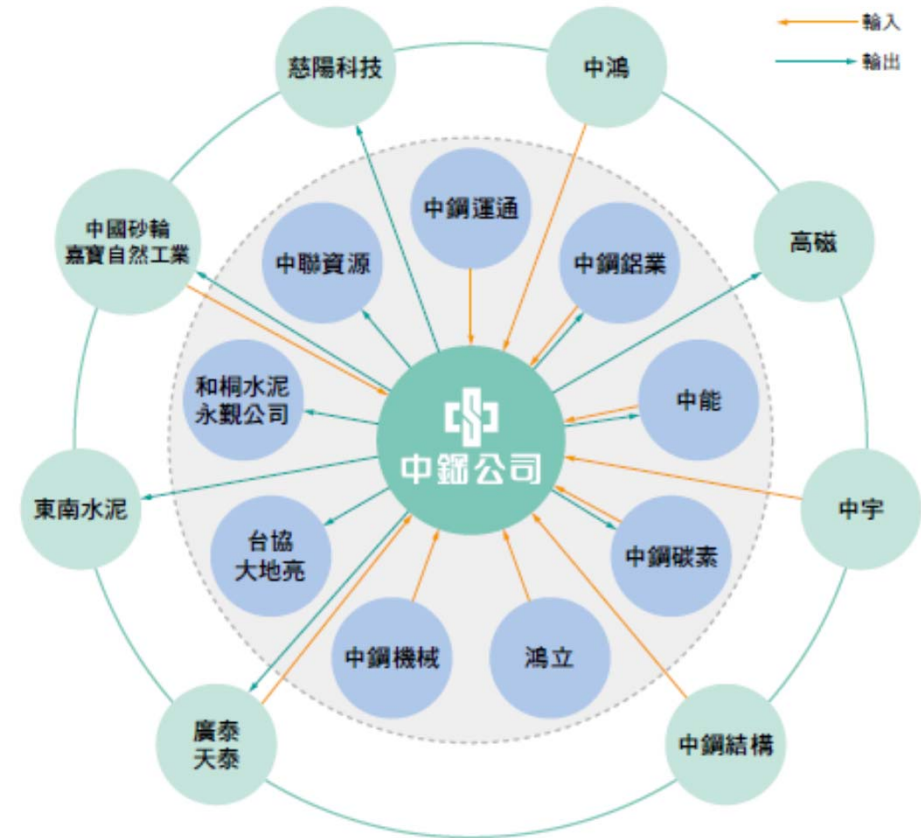 輸入
輸出
慈陽科技
中鴻
中國砂輪
嘉寶自然工業
中聯資源
中鋼運通
中鋼鋁業
高磁
和桐水泥
永覲公司
中能
中鋼公司
東南水泥
中宇
台協
大地亮
中鋼碳素
中鋼機械
鴻立
廣泰
天泰
中鋼結構